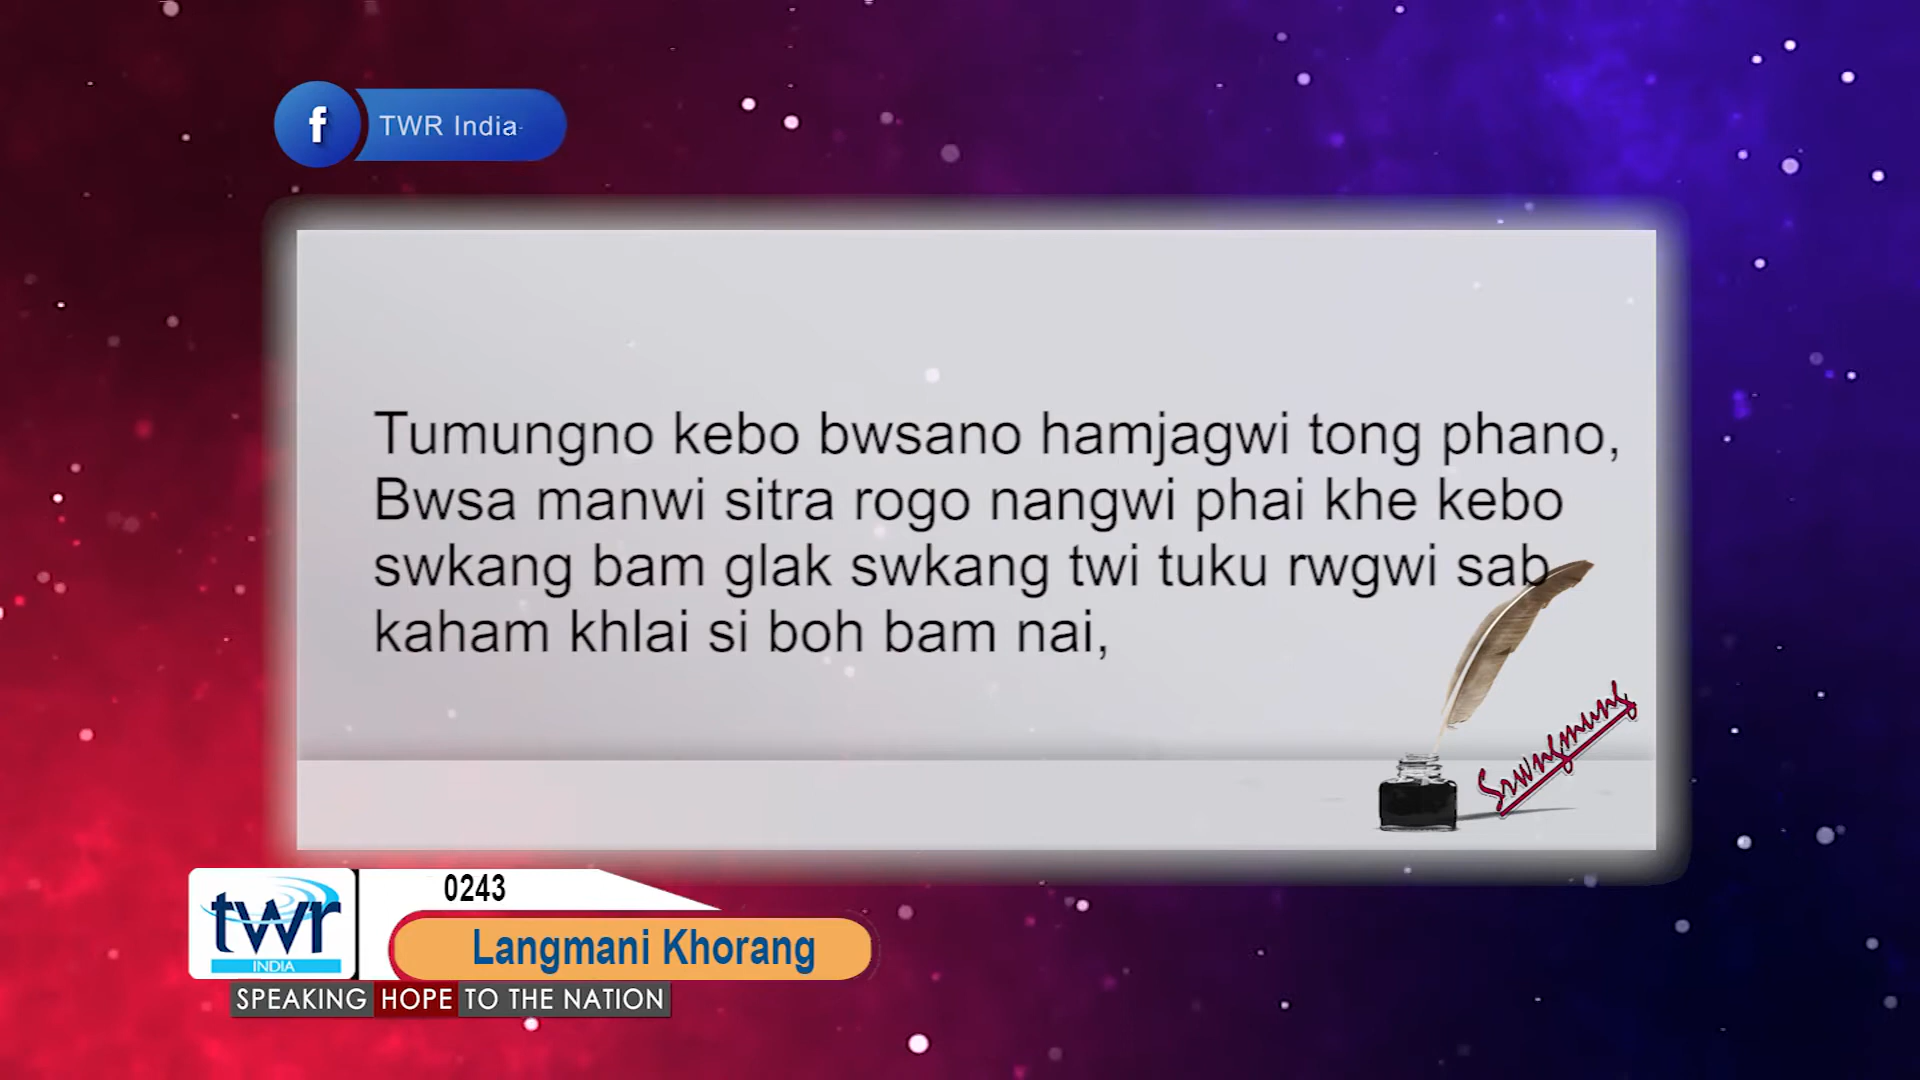 f
TWR India
Tumungno kebo bwsano hamjagwi tong phano,
Bwsa manwi sitra rogo nangwi phai khe kebo
swkang bam glak swkang twi tuku rwgwi sab
kaham khlai si boh bam nai,
Srwngmung
0243
twr
INDIA
Langmani Khorang
SPEAKING HOPE TO THE NATION